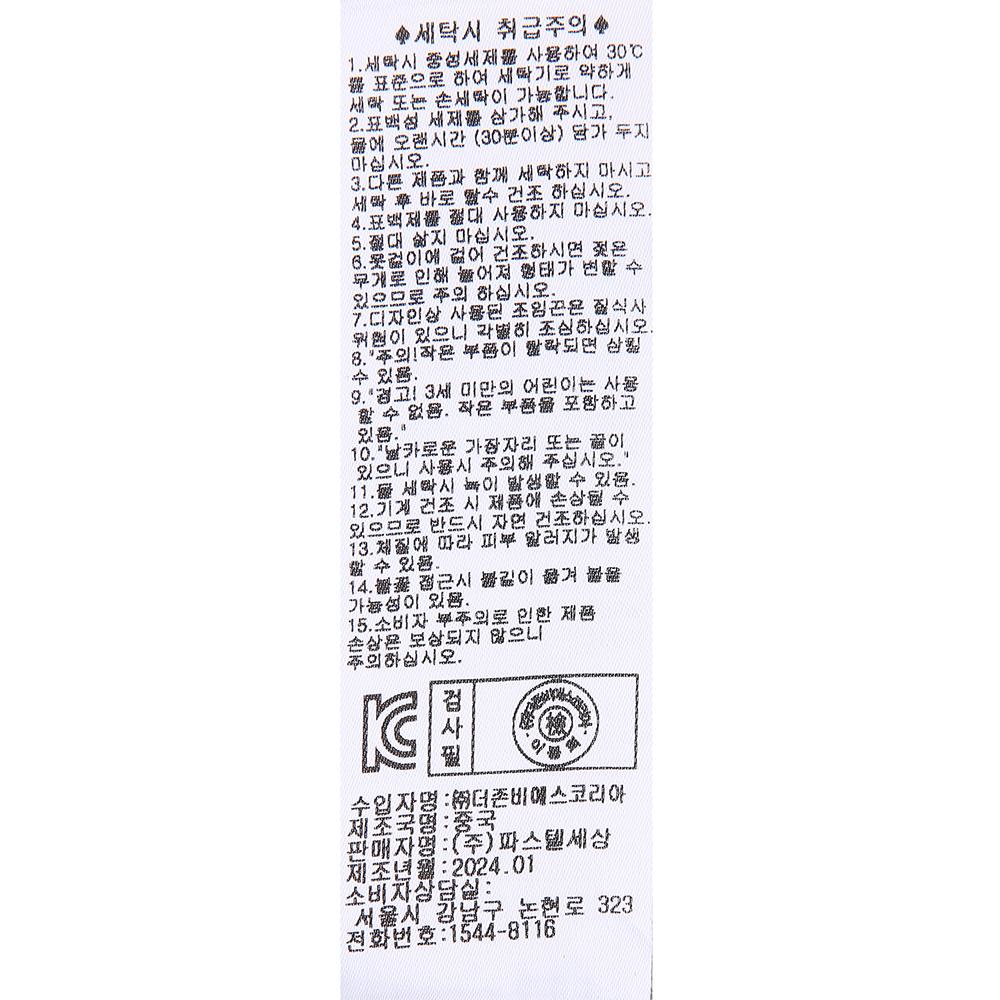 ♠세탁시 취급주의♠
1.세탁시 중성세제를 사용하여 30℃
를 표준으로 하여 세탁기로 약하게
세탁 또는 손세탁이 가능합니다.
2.표백성 세제를 삼가해 주시고,
물에 오랜시간 (30분이상) 담가 두지
마십시오.
3.다른 제품과 함께 세탁하지 마시고
세탁 후 바로 탈수 건조 하십시오.
4.표백제를 절대 사용하지 마십시오.
5.절대 삶지 마십시오.
6.옷걸이에 걸어 건조하시면 젖은
무게로 인해 늘어져 형태가 변할 수
있으므로 주의 하십시오.
7.디자인상 사용된 조임끈은 질식사
위험이 있으니 각별히 조심하십시오.
8."주의!작은 부품이 탈락되면 삼킬
수 있음.
9."경고! 3세 미만의 어린이는 사용
할 수 없음. 작은 부품을 포함하고
있음."
10."날카로운 가장자리 또는 끝이
있으니 사용시 주의해 주십시오."
11.물 세탁시 녹이 발생할 수 있음.
12.기계 건조 시 제품에 손상될 수
있으므로 반드시 자연 건조하십시오.
13.체질에 따라 피부 알러지가 발생
할 수 있음.
14.불꽃 접근시 불길이 옮겨 붙을
가능성이 있음.
15.소비자 부주의로 인한 제품
손상은 보상되지 않으니
주의하십시오.
KC
검사필
檢
수입자명:㈜더존비에스코리아
제조국명:중국
판매자명:(주)파스텔세상
제조년월:2024.01
소비자상담실:
서울시 강남구 논현로 323
전화번호:1544-8116